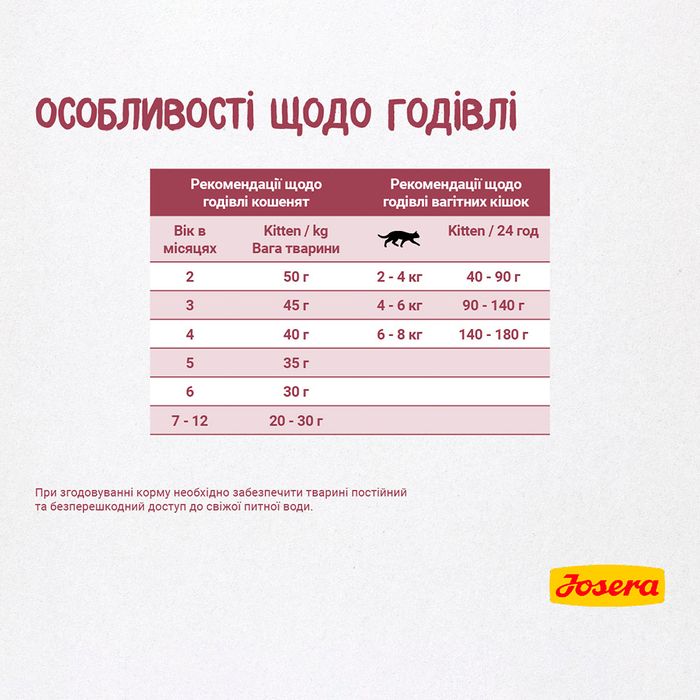 ОСОБЛИВОСТІ ЩОДО ГОДІВЛІ
Рекомендації щодо годівлі кошенят
Рекомендації щодо годівлі вагітних кішок
Вік в місяцях
Kitten / kg Вага тварини
Kitten / 24 год
2 50 г 2 - 4 кг 40 - 90 г
3 45 г 4 - 6 кг 90 - 140 г
4 40 г 6 - 8 кг 140 - 180 г
5 35 г
6 30 г
7 - 12 20 - 30 г
При згодовуванні корму необхідно забезпечити тварині постійний
та безперешкодний доступ до свіжої питної води.
Josera